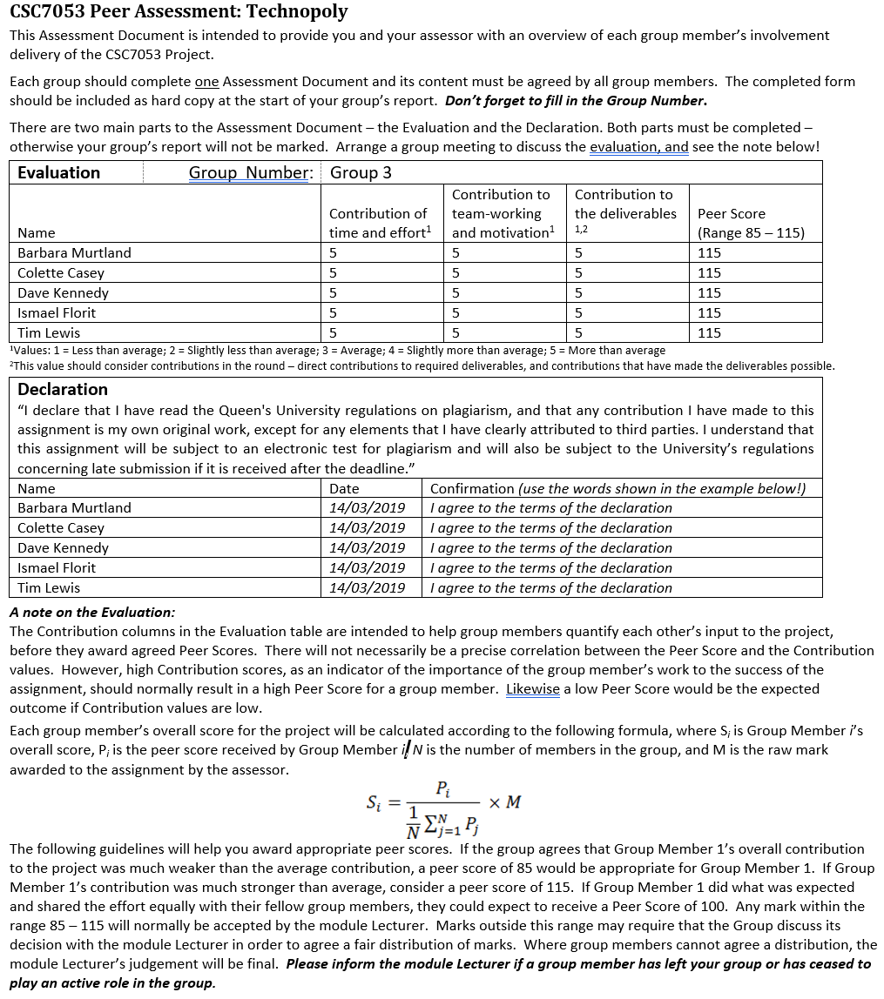 CSC7053 Peer Assessment: Technopoly
This Assessment Document is intended to provide you and your assessor with an overview of each group member's involvement
delivery of the CSC7053 Project.
Each group should complete one Assessment Document and its content must be agreed by all group members.  The completed form
should be included as hard copy at the start of your group's report.  Don't forget to fill in the Group Number.
There are two main parts to the Assessment Document – the Evaluation and the Declaration. Both parts must be completed –
otherwise your group's report will not be marked.  Arrange a group meeting to discuss the evaluation, and see the note below!
Evaluation Group  Number: Group 3
Name Contribution of time and effort¹ Contribution to team-working and motivation¹ Contribution to the deliverables 1,2 Peer Score (Range 85 – 115)
Barbara Murtland 5 5 5 115
Colette Casey 5 5 5 115
Dave Kennedy 5 5 5 115
Ismael Florit 5 5 5 115
Tim Lewis 5 5 5 115
¹Values: 1 = Less than average; 2 = Slightly less than average; 3 = Average; 4 = Slightly more than average; 5 = More than average
²This value should consider contributions in the round – direct contributions to required deliverables, and contributions that have made the deliverables possible.
Declaration
"I declare that I have read the Queen's University regulations on plagiarism, and that any contribution I have made to this
assignment is my own original work, except for any elements that I have clearly attributed to third parties. I understand that
this assignment will be subject to an electronic test for plagiarism and will also be subject to the University's regulations
concerning late submission if it is received after the deadline."
Name Date Confirmation (use the words shown in the example below!)
Barbara Murtland 14/03/2019 I agree to the terms of the declaration
Colette Casey 14/03/2019 I agree to the terms of the declaration
Dave Kennedy 14/03/2019 I agree to the terms of the declaration
Ismael Florit 14/03/2019 I agree to the terms of the declaration
Tim Lewis 14/03/2019 I agree to the terms of the declaration
A note on the Evaluation:
The Contribution columns in the Evaluation table are intended to help group members quantify each other's input to the project,
before they award agreed Peer Scores.  There will not necessarily be a precise correlation between the Peer Score and the Contribution
values.  However, high Contribution scores, as an indicator of the importance of the group member's work to the success of the
assignment, should normally result in a high Peer Score for a group member.  Likewise a low Peer Score would be the expected
outcome if Contribution values are low.
Each group member's overall score for the project will be calculated according to the following formula, where Si is Group Member i's
overall score, Pi is the peer score received by Group Member i, N is the number of members in the group, and M is the raw mark
awarded to the assignment by the assessor.
Si = Pi / (1/N ∑ᴺj=1 Pj) × M
The following guidelines will help you award appropriate peer scores.  If the group agrees that Group Member 1's overall contribution
to the project was much weaker than the average contribution, a peer score of 85 would be appropriate for Group Member 1.  If Group
Member 1's contribution was much stronger than average, consider a peer score of 115.  If Group Member 1 did what was expected
and shared the effort equally with their fellow group members, they could expect to receive a Peer Score of 100.  Any mark within the
range 85 – 115 will normally be accepted by the module Lecturer.  Marks outside this range may require that the Group discuss its
decision with the module Lecturer in order to agree a fair distribution of marks.  Where group members cannot agree a distribution, the
module Lecturer's judgement will be final.  Please inform the module Lecturer if a group member has left your group or has ceased to
play an active role in the group.